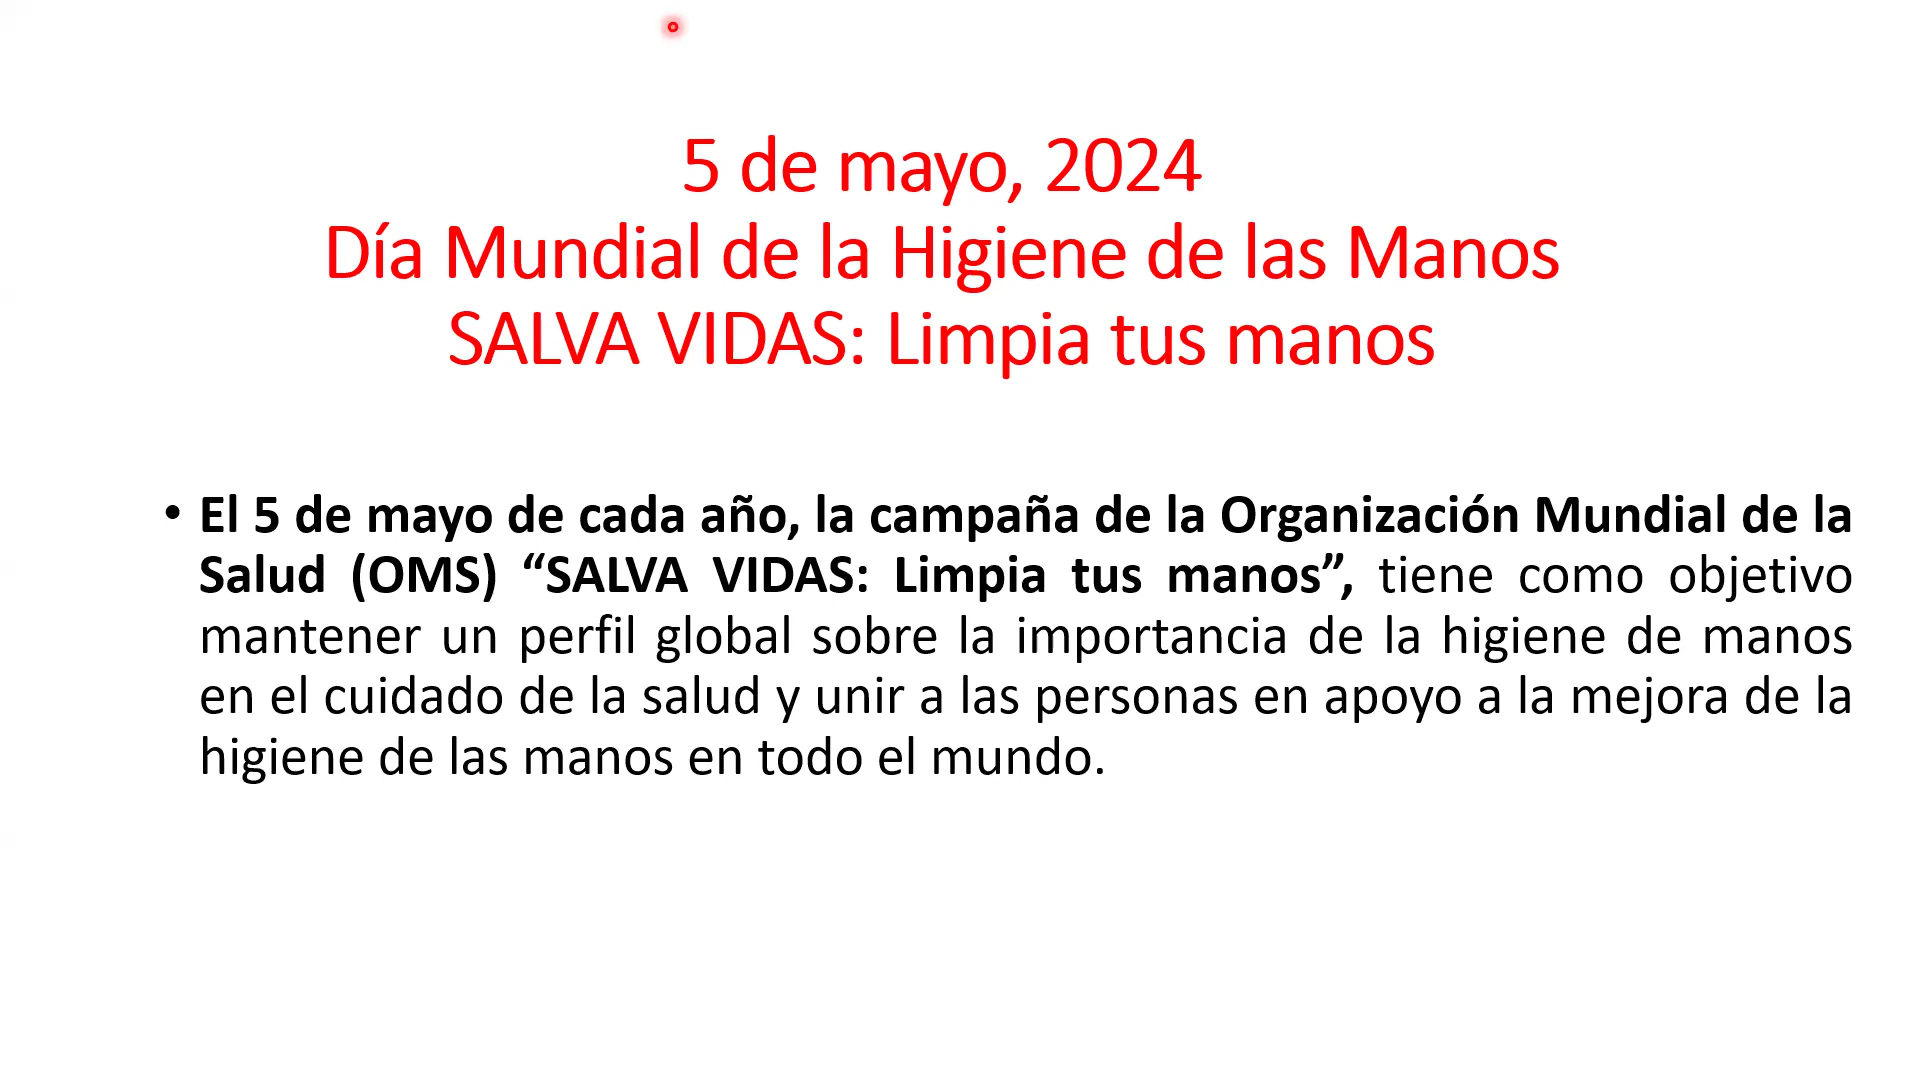 5 de mayo, 2024
Día Mundial de la Higiene de las Manos
SALVA VIDAS: Limpia tus manos
• El 5 de mayo de cada año, la campaña de la Organización Mundial de la
Salud (OMS) “SALVA VIDAS: Limpia tus manos”, tiene como objetivo
mantener un perfil global sobre la importancia de la higiene de manos
en el cuidado de la salud y unir a las personas en apoyo a la mejora de la
higiene de las manos en todo el mundo.